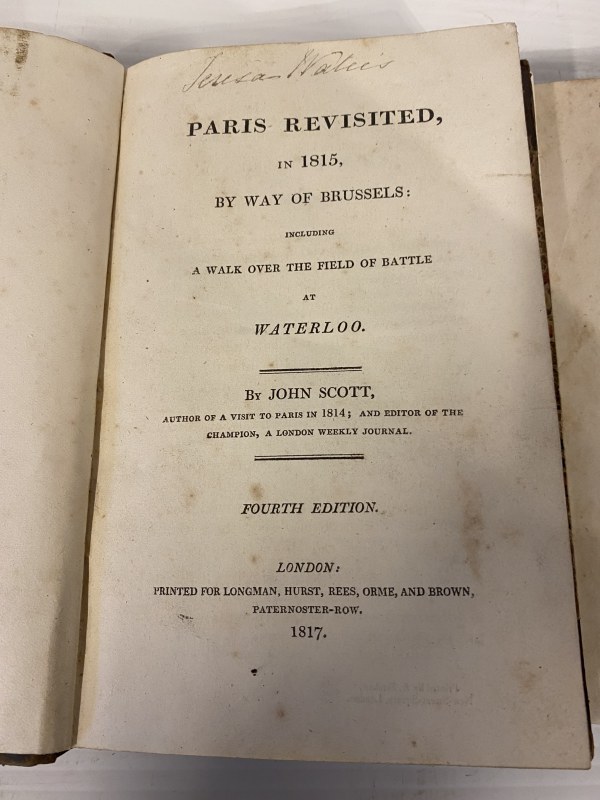 Teresa
PARIS REVISITED,
IN 1815,
BY WAY OF BRUSSELS:
INCLUDING
A WALK OVER THE FIELD OF BATTLE
AT
WATERLOO.
By JOHN SCOTT,
AUTHOR OF A VISIT TO PARIS IN 1814; AND EDITOR OF THE
CHAMPION, A LONDON WEEKLY JOURNAL.
FOURTH EDITION.
LONDON:
PRINTED FOR LONGMAN, HURST, REES, ORME, AND BROWN,
PATERNOSTER-ROW.
1817.